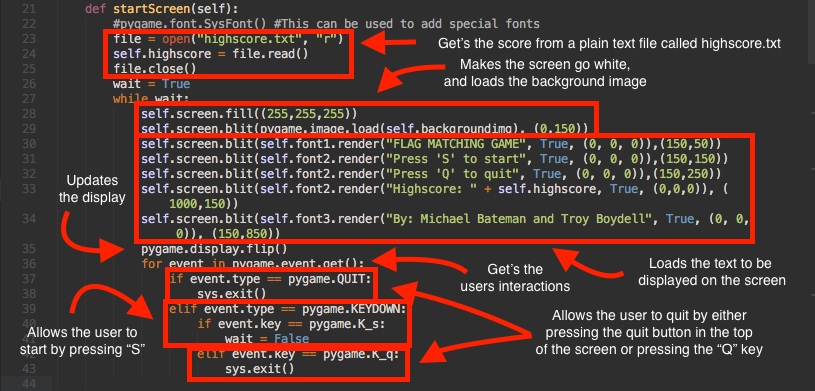 21 def startScreen(self):
22 #pygame.font.SysFont() #This can be used to add special fonts
23 file = open("highscore.txt", "r")
24 self.highscore = file.read()
25 file.close()
26 wait = True
27 while wait:
28 self.screen.fill((255,255,255))
29 self.screen.blit(pygame.image.load(self.backgroundimg), (0,150))
30 self.screen.blit(self.font1.render("FLAG MATCHING GAME", True, (0, 0, 0)),(150,50))
31 self.screen.blit(self.font2.render("Press 'S' to start", True, (0, 0, 0)),(150,150))
32 self.screen.blit(self.font2.render("Press 'Q' to quit", True, (0, 0, 0)),(150,250))
33 self.screen.blit(self.font2.render("Highscore: " + self.highscore, True, (0,0,0)), (
1000,150))
34 self.screen.blit(self.font3.render("By: Michael Bateman and Troy Boydell", True, (0, 0,
0)), (150,850))
35 pygame.display.flip()
36 for event in pygame.event.get():
37 if event.type == pygame.QUIT:
38 sys.exit()
39 elif event.type == pygame.KEYDOWN:
40 if event.key == pygame.K_s:
41 wait = False
42 elif event.key == pygame.K_q:
43 sys.exit()
44
Get's the score from a plain text file called highscore.txt
Makes the screen go white,
and loads the background image
Updates
the display
Loads the text to be
displayed on the screen
Get's the
users interactions
Allows the user to
start by pressing “S”
Allows the user to quit by either
pressing the quit button in the top
of the screen or pressing the “Q” key